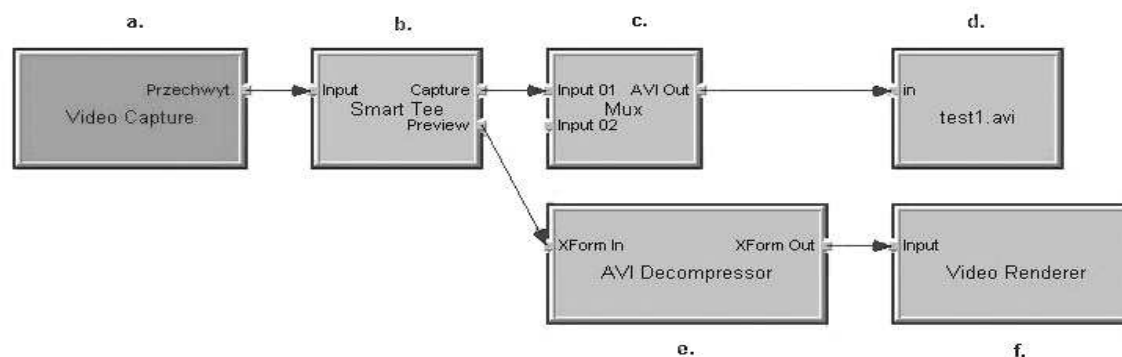 a.
b.
c.
d.
Przechwyt.
Video Capture
Input
Capture
Smart Tee
Preview
Input 01
AVI Out
Mux
Input 02
in
test1.avi
XForm In
XForm Out
AVI Decompressor
Input
Video Renderer
e.
f.